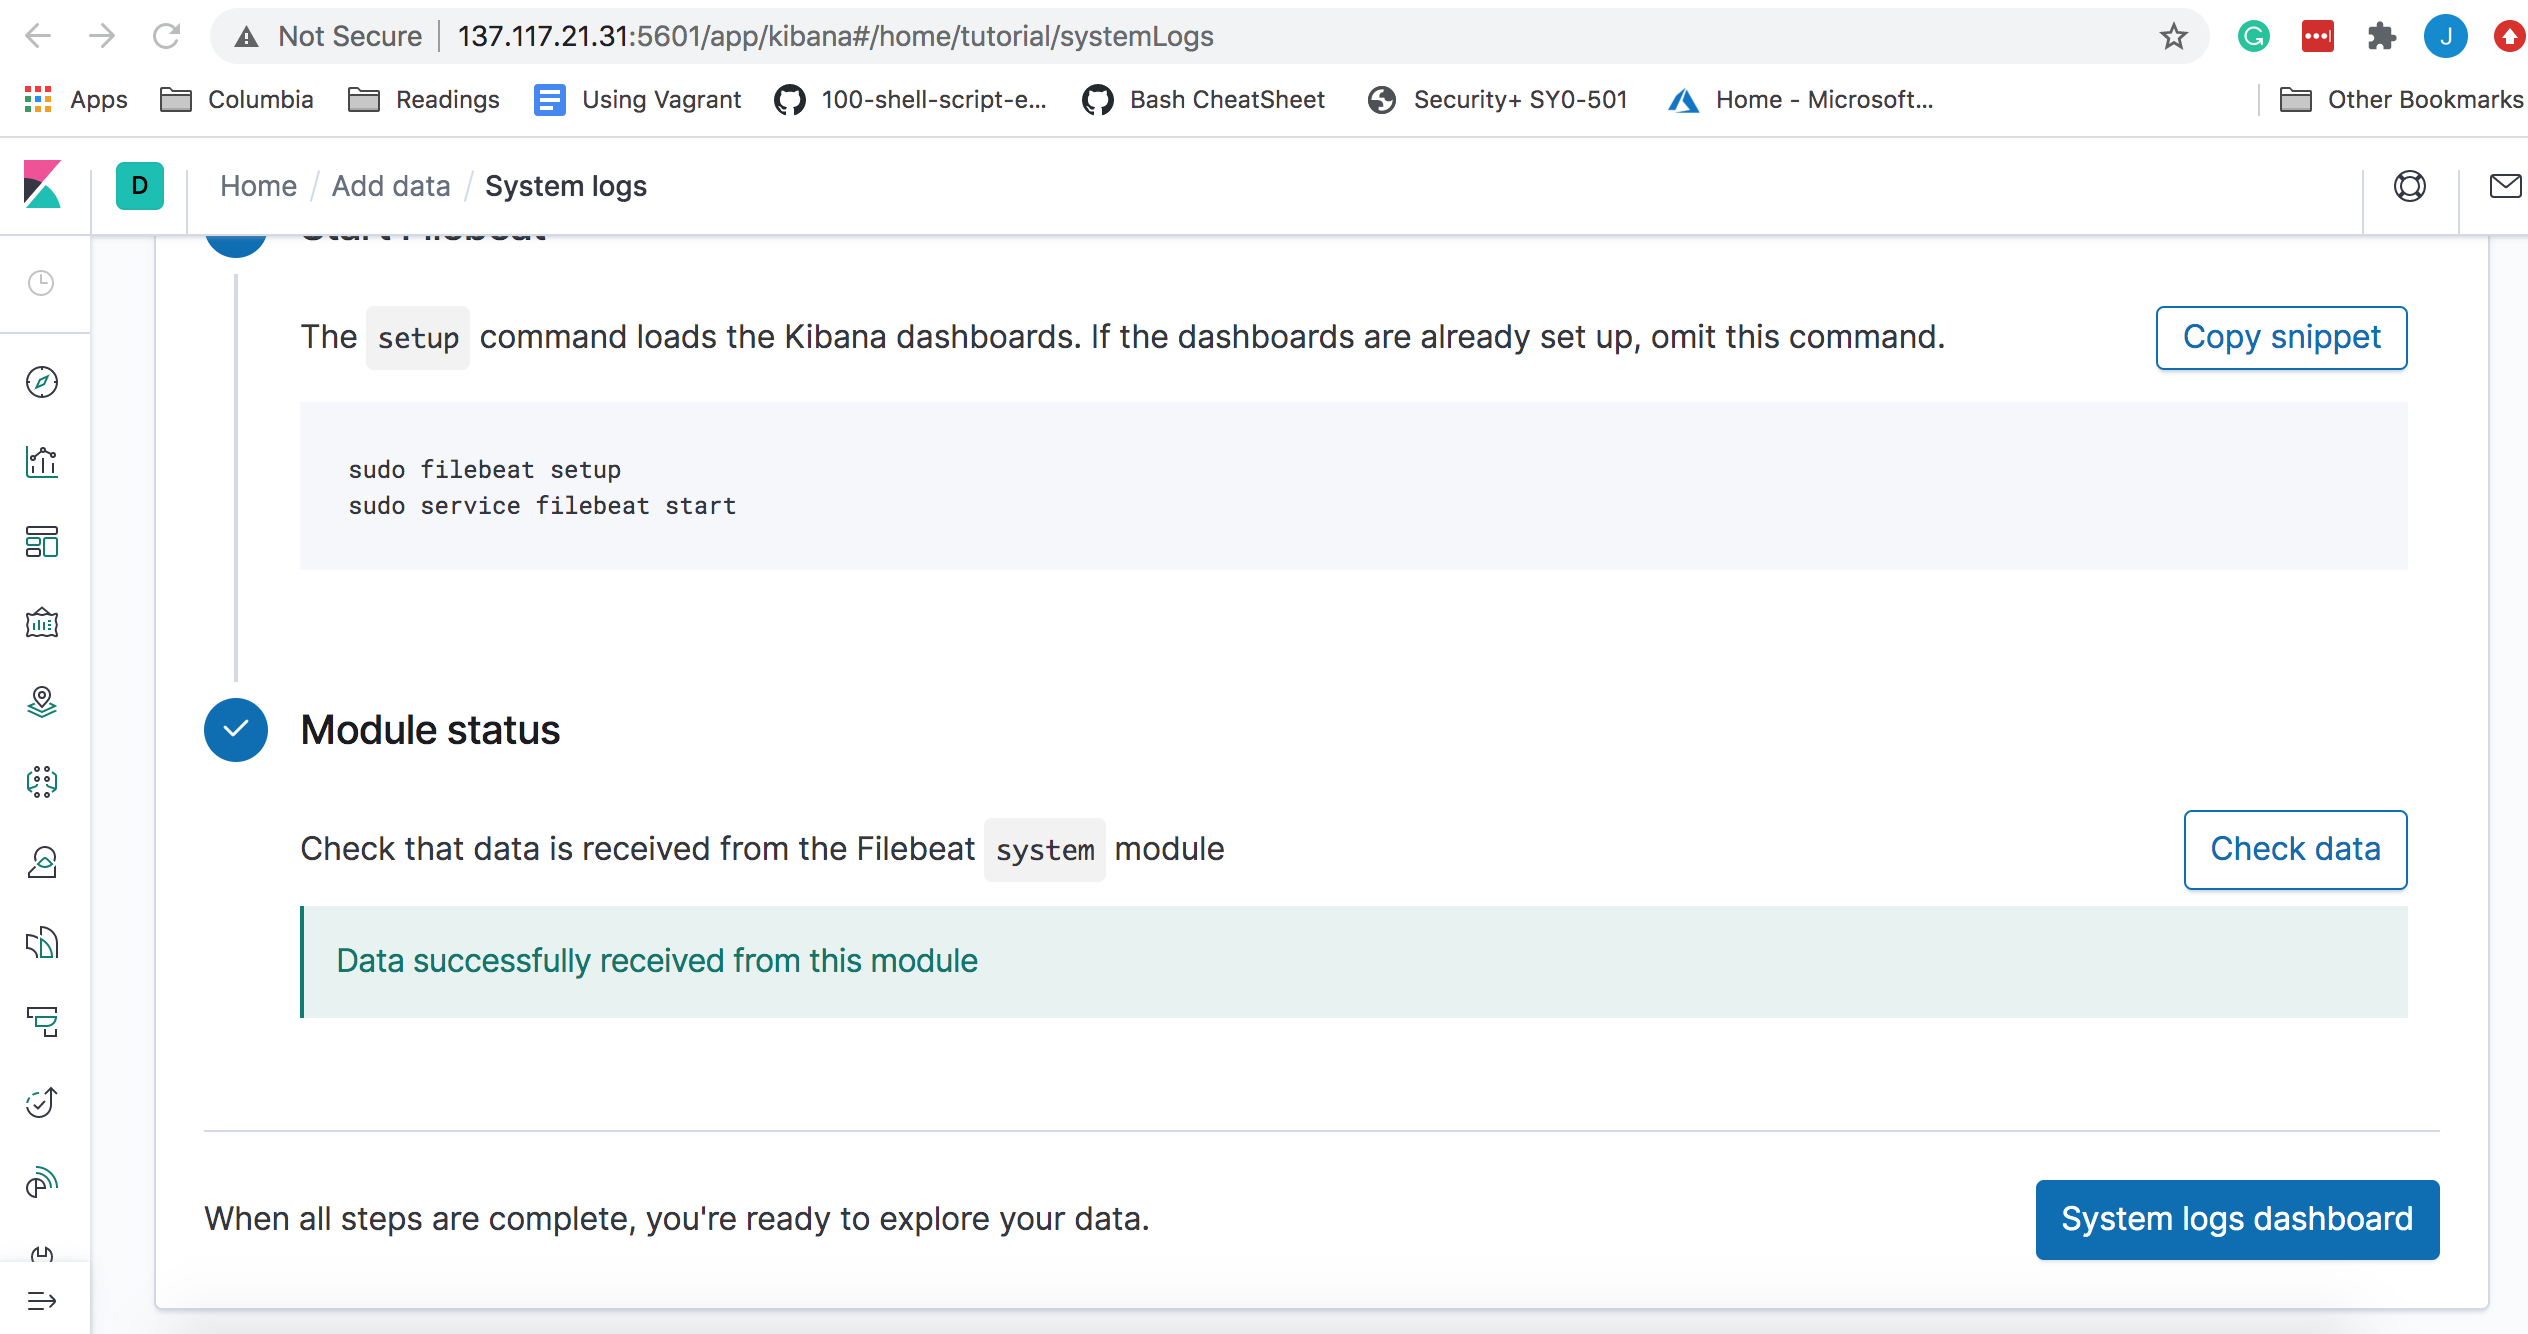 Not Secure
137.117.21.31:5601/app/kibana#/home/tutorial/systemLogs
J
Apps
Columbia
Readings
Using Vagrant
100-shell-script-e...
Bash CheatSheet
Security+ SY0-501
Home - Microsoft...
Other Bookmarks
D
Home / Add data / System logs
Start Filebeat
The setup command loads the Kibana dashboards. If the dashboards are already set up, omit this command.
Copy snippet
sudo filebeat setup
sudo service filebeat start
Module status
Check that data is received from the Filebeat system module
Check data
Data successfully received from this module
When all steps are complete, you're ready to explore your data.
System logs dashboard